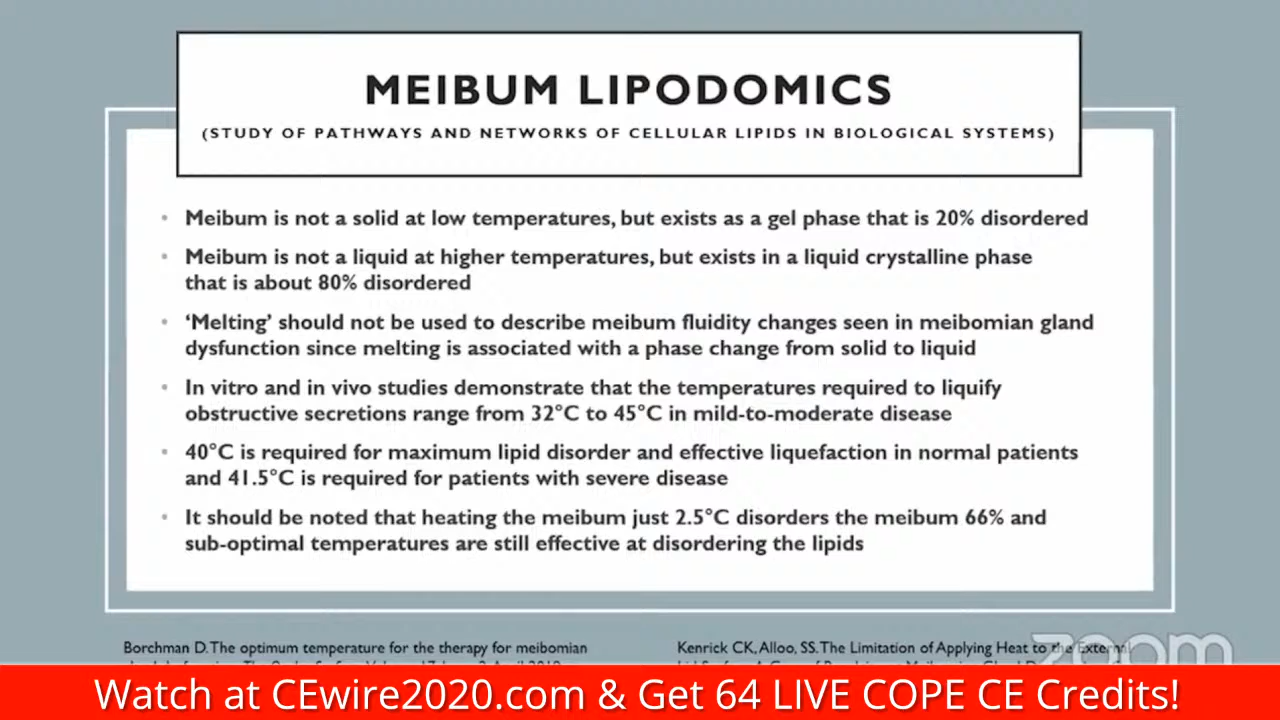 MEIBUM LIPODOMICS
(STUDY OF PATHWAYS AND NETWORKS OF CELLULAR LIPIDS IN BIOLOGICAL SYSTEMS)
• Meibum is not a solid at low temperatures, but exists as a gel phase that is 20% disordered
• Meibum is not a liquid at higher temperatures, but exists in a liquid crystalline phase
that is about 80% disordered
• ‘Melting’ should not be used to describe meibum fluidity changes seen in meibomian gland
dysfunction since melting is associated with a phase change from solid to liquid
• In vitro and in vivo studies demonstrate that the temperatures required to liquify
obstructive secretions range from 32°C to 45°C in mild-to-moderate disease
• 40°C is required for maximum lipid disorder and effective liquefaction in normal patients
and 41.5°C is required for patients with severe disease
• It should be noted that heating the meibum just 2.5°C disorders the meibum 66% and
sub-optimal temperatures are still effective at disordering the lipids
Borchman D. The optimum temperature for the therapy for meibomian
Kenrick CK, Alloo, SS. The Limitation of Applying Heat to the External
zoom
Watch at CEwire2020.com & Get 64 LIVE COPE CE Credits!